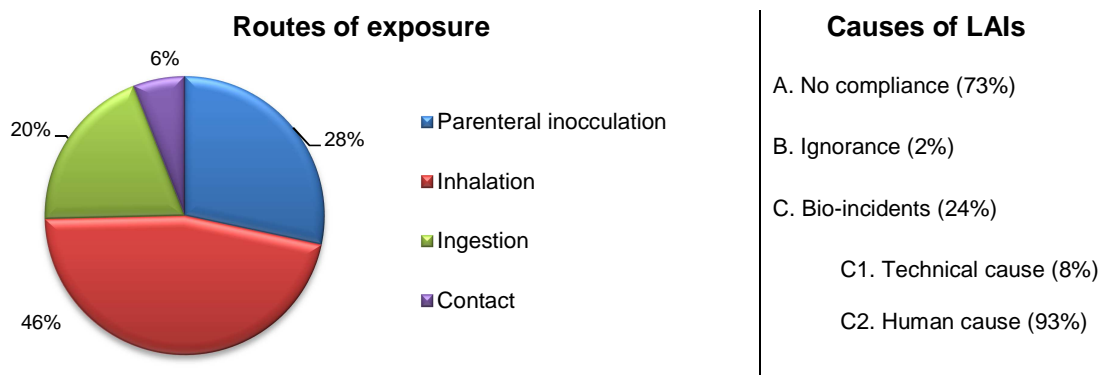 Routes of exposure
6%
20%
28%
46%
Parenteral inocculation
Inhalation
Ingestion
Contact
Causes of LAIs
A. No compliance (73%)
B. Ignorance (2%)
C. Bio-incidents (24%)
C1. Technical cause (8%)
C2. Human cause (93%)